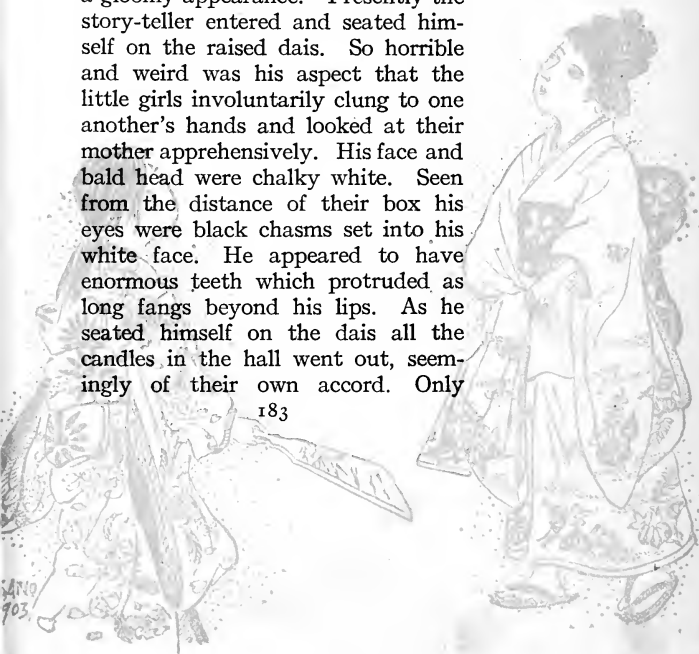 a gloomy appearance. Presently the
story-teller entered and seated him-
self on the raised dais. So horrible
and weird was his aspect that the
little girls involuntarily clung to one
another's hands and looked at their
mother apprehensively. His face and
bald head were chalky white. Seen
from the distance of their box his
eyes were black chasms set into his
white face. He appeared to have
enormous teeth which protruded as
long fangs beyond his lips. As he
seated himself on the dais all the
candles in the hall went out, seem-
ingly of their own accord. Only
183
903